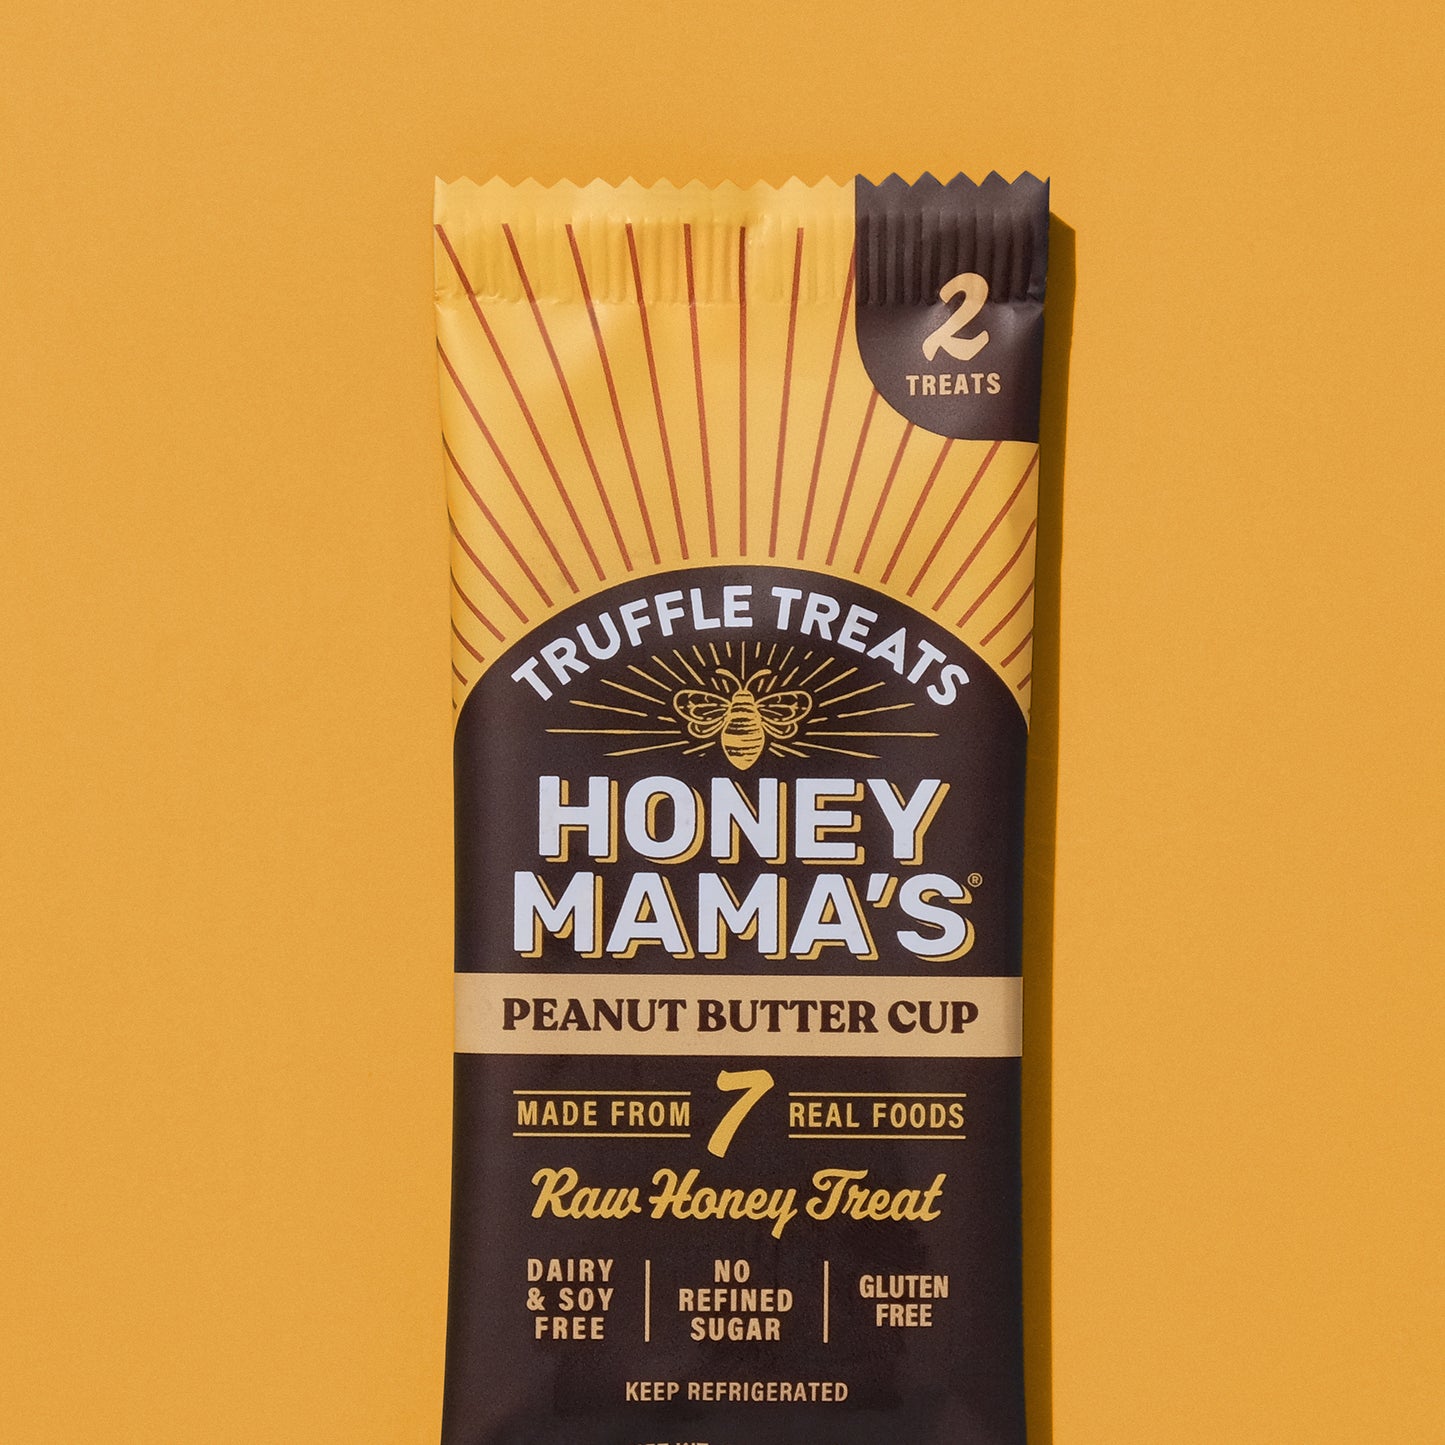 2
TREATS
TRUFFLE TREATS
HONEY
MAMA'S®
PEANUT BUTTER CUP
MADE FROM 7 REAL FOODS
Raw Honey Treat
DAIRY
& SOY
FREE
NO
REFINED
SUGAR
GLUTEN
FREE
KEEP REFRIGERATED